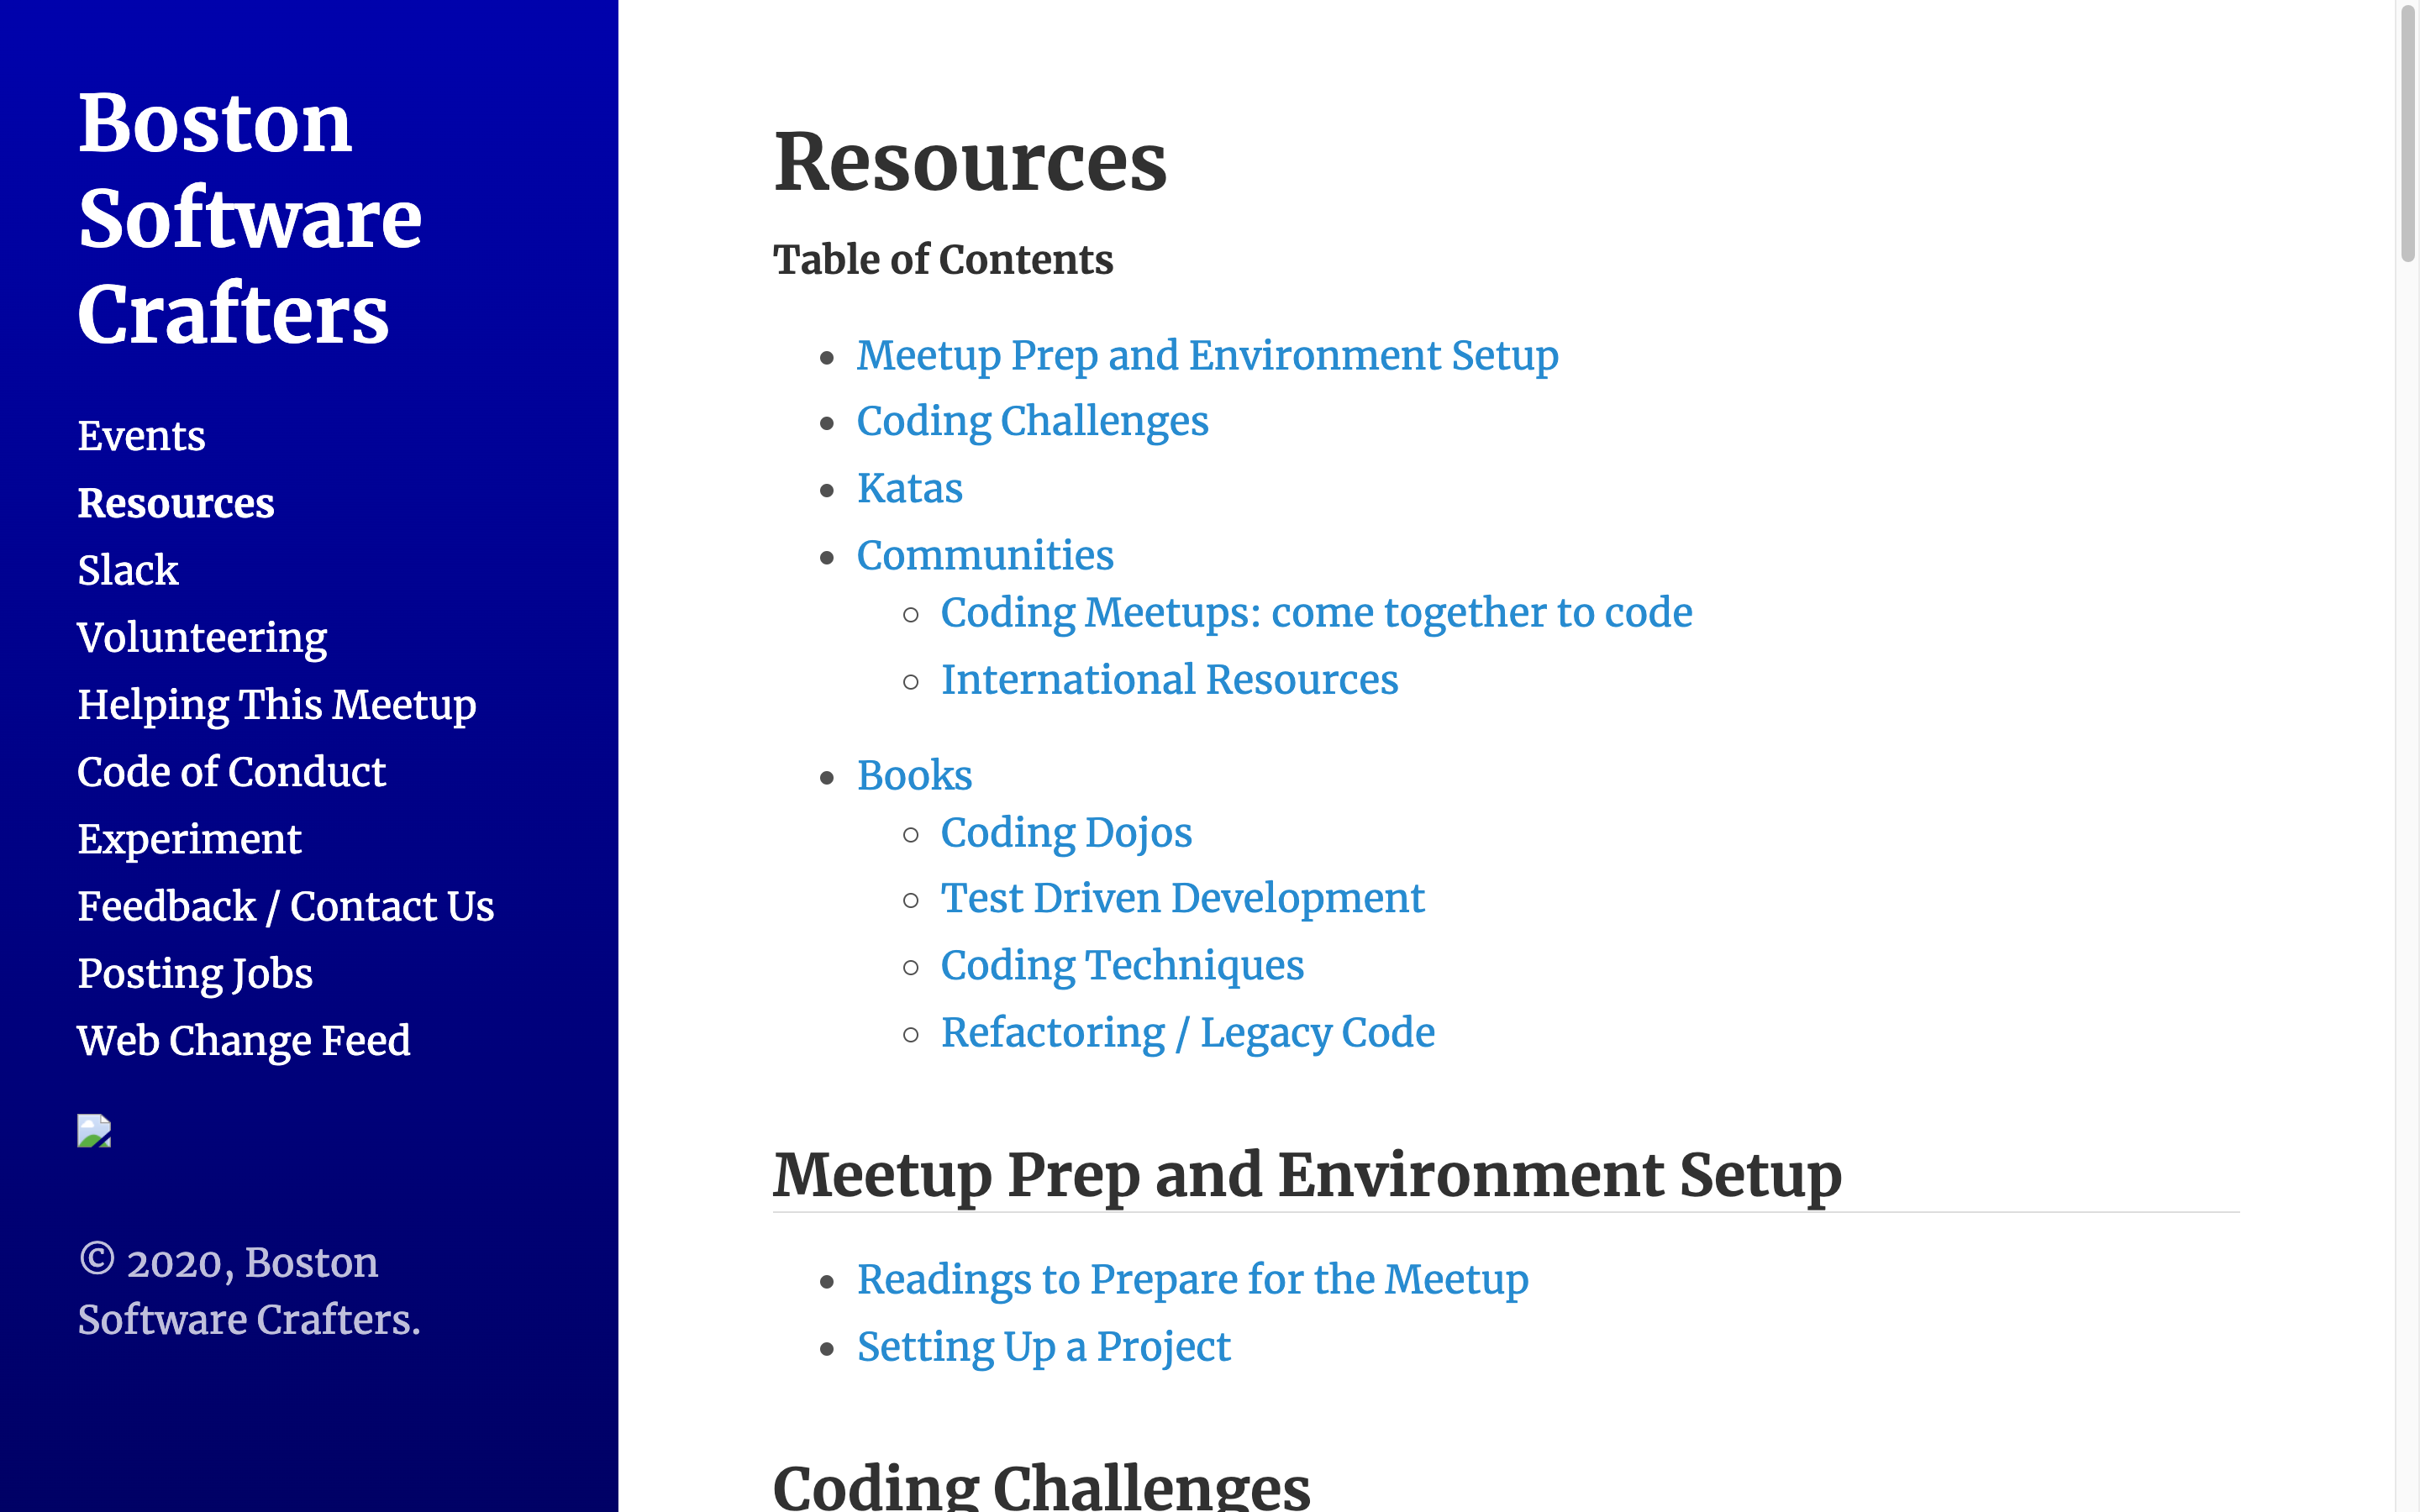 Boston
Software
Crafters
Events
Resources
Slack
Volunteering
Helping This Meetup
Code of Conduct
Experiment
Feedback / Contact Us
Posting Jobs
Web Change Feed
© 2020, Boston
Software Crafters.
Resources
Table of Contents
Meetup Prep and Environment Setup
Coding Challenges
Katas
Communities
Coding Meetups: come together to code
International Resources
Books
Coding Dojos
Test Driven Development
Coding Techniques
Refactoring / Legacy Code
Meetup Prep and Environment Setup
Readings to Prepare for the Meetup
Setting Up a Project
Coding Challenges